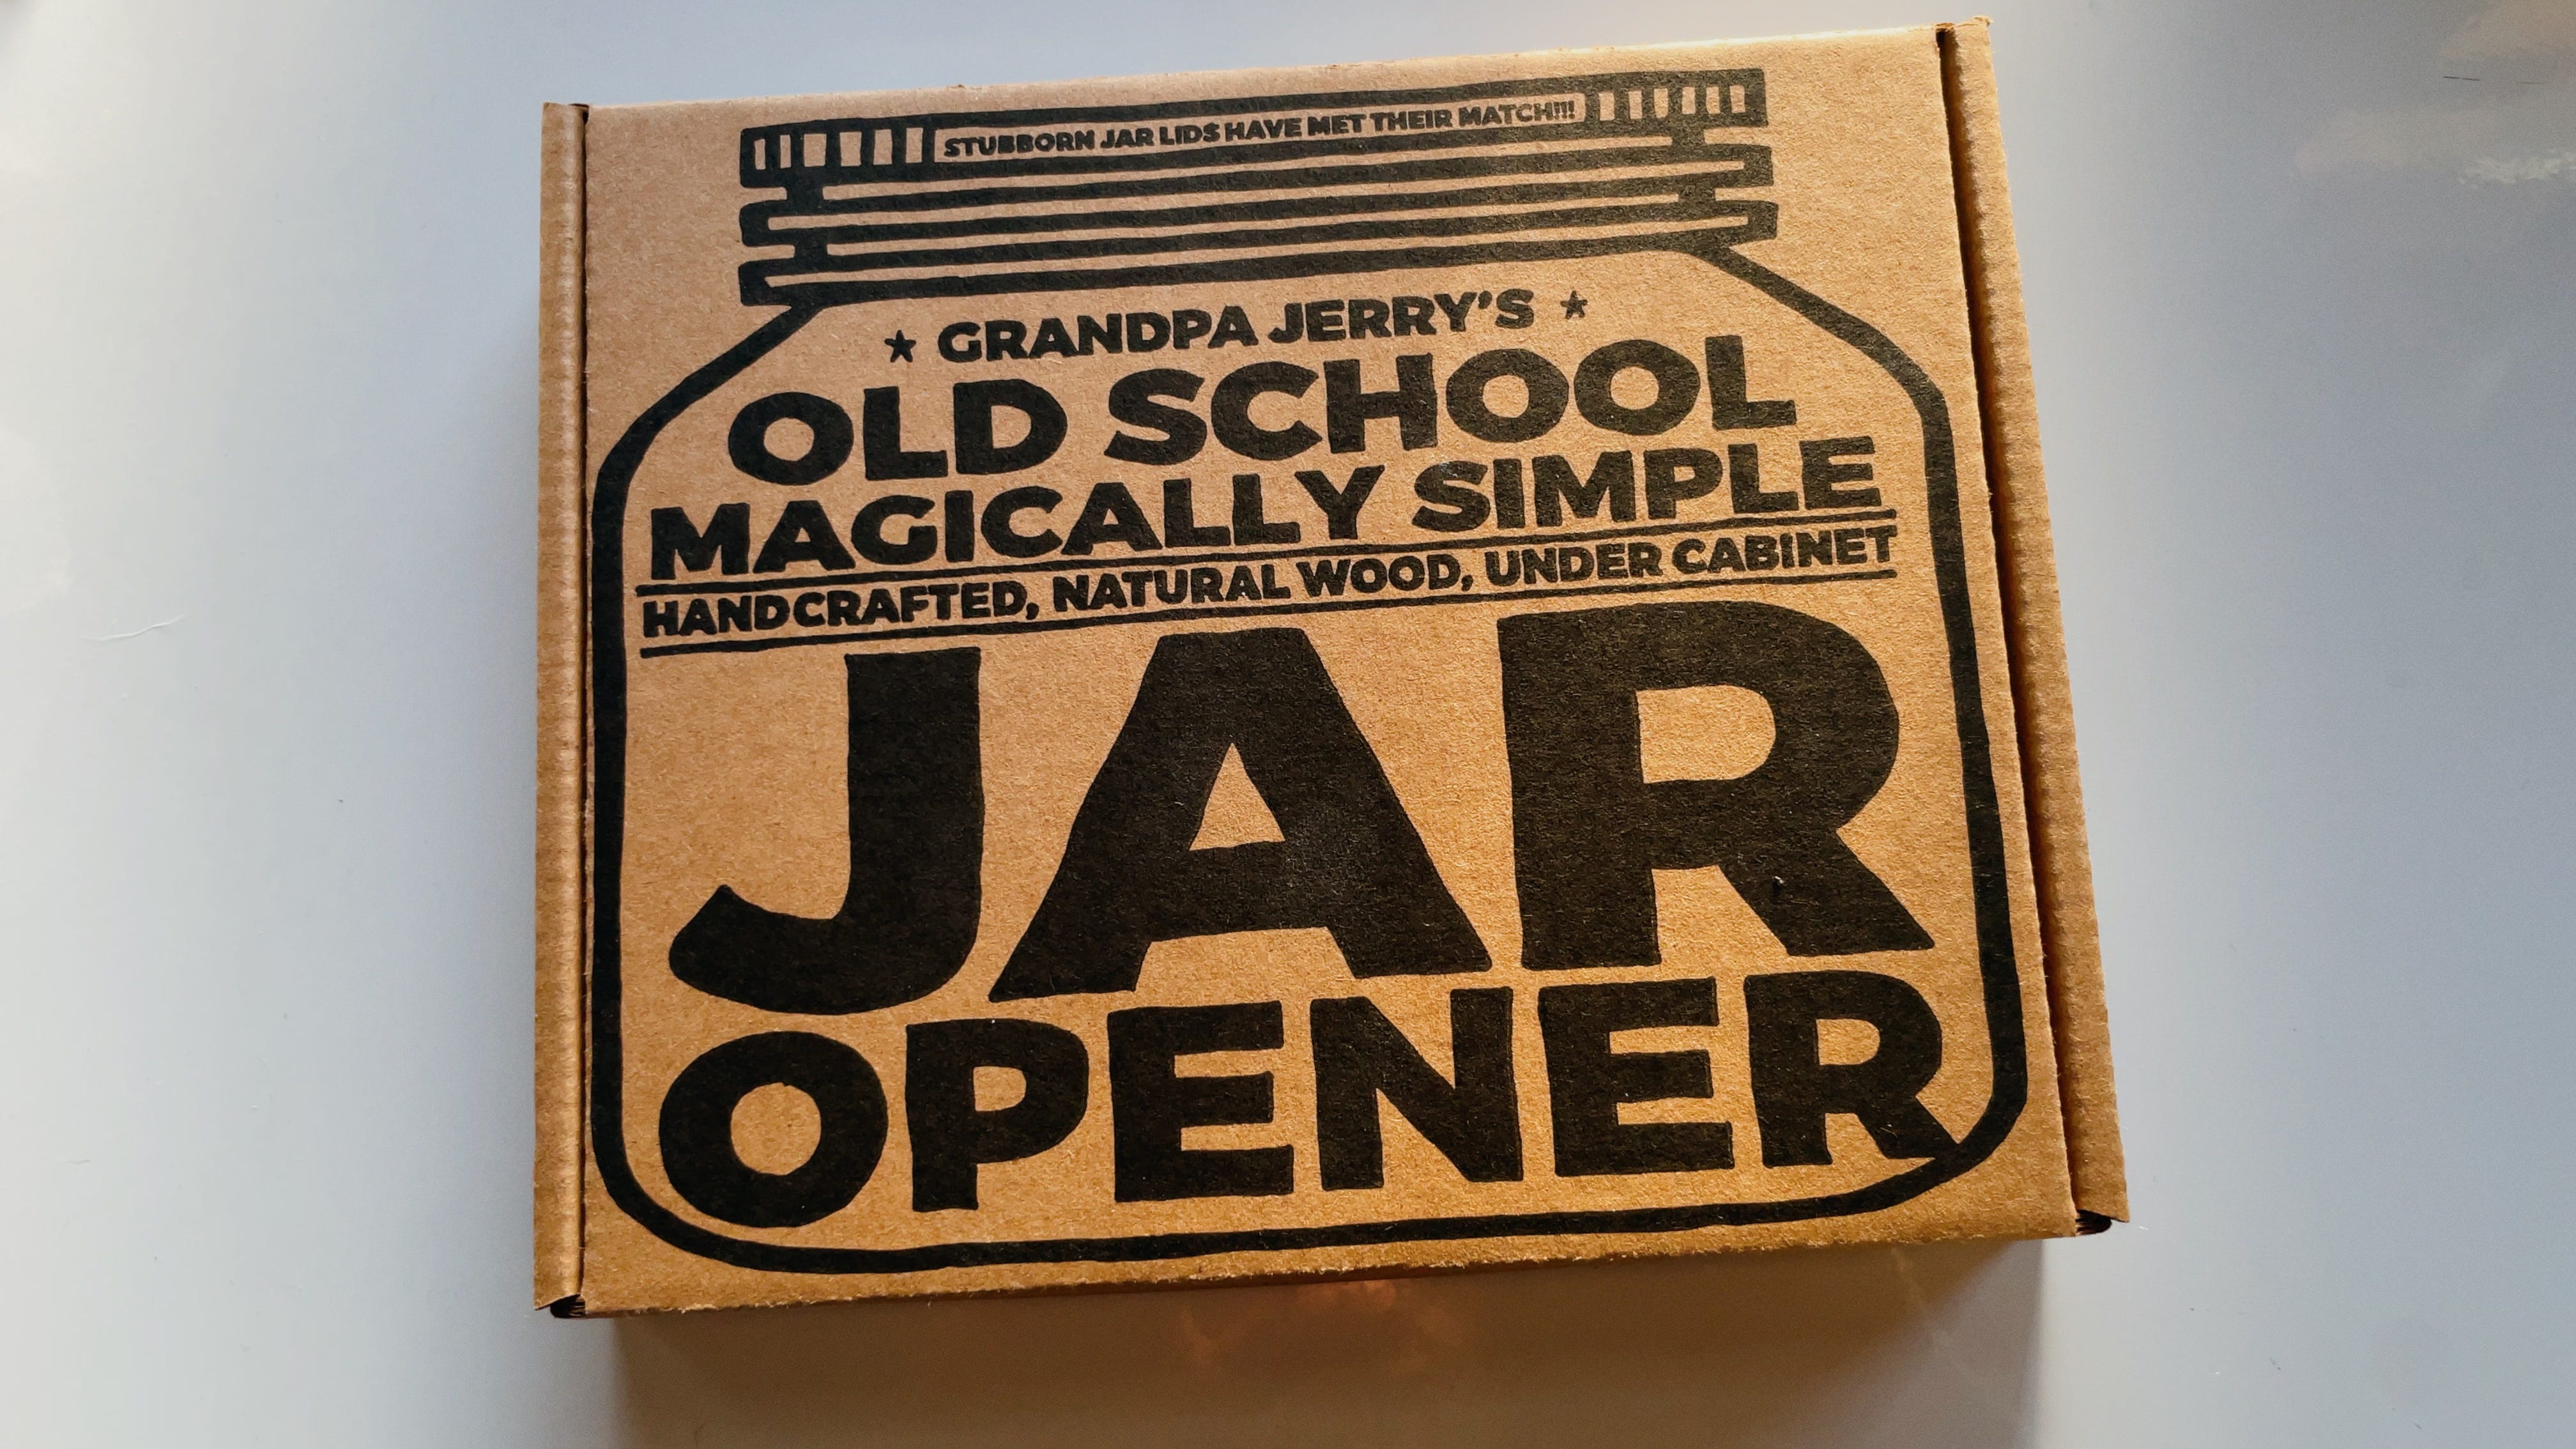 STUBBORN JAR LIDS HAVE MET THEIR MATCH!!!
★ GRANDPA JERRY'S ★
OLD SCHOOL
MAGICALLY SIMPLE
HANDCRAFTED, NATURAL WOOD, UNDER CABINET
JAR
OPENER